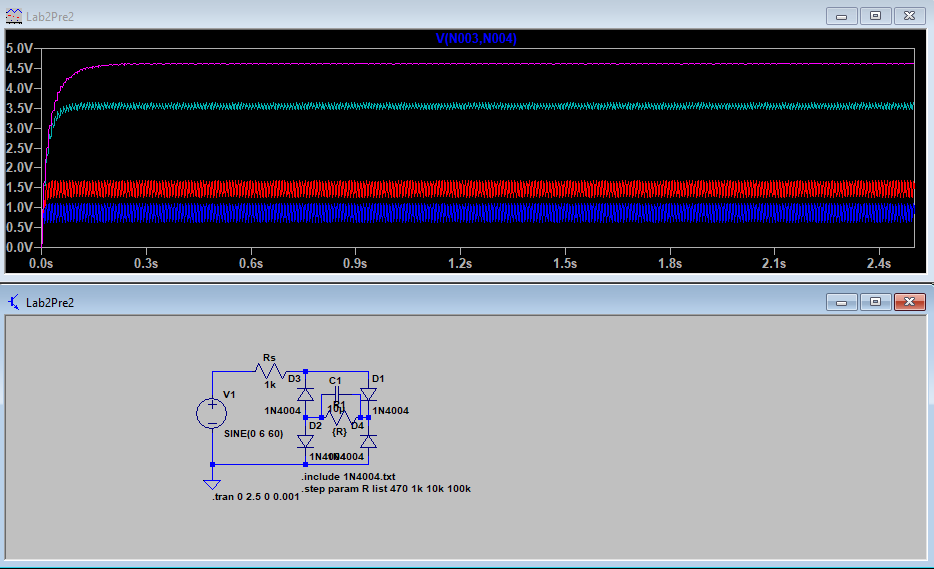 Lab2Pre2
V(N003,N004)
5.0V
4.5V
4.0V
3.5V
3.0V
2.5V
2.0V
1.5V
1.0V
0.5V
0.0V
0.0s 0.3s 0.6s 0.9s 1.2s 1.5s 1.8s 2.1s 2.4s
Lab2Pre2
Rs
1k
D3
C1
D1
V1
R1
1N4004
1N4004
D2
D4
SINE(0 6 60)
{R}
.include 1N4004.txt
.step param R list 470 1k 10k 100k
.tran 0 2.5 0 0.001